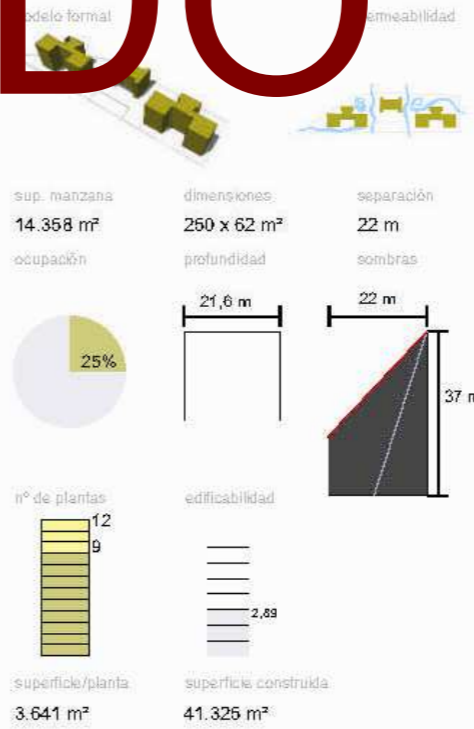 DO
modelo formal
permeabilidad
sup. manzana
dimensiones
separación
14.358 m²
250 x 62 m²
22 m
ocupación
profundidad
sombras
21,6 m
22 m
25%
37 m
nº de plantas
edificabilidad
12
9
2,89
superficie/planta
superficie construida
3.641 m²
41.325 m²